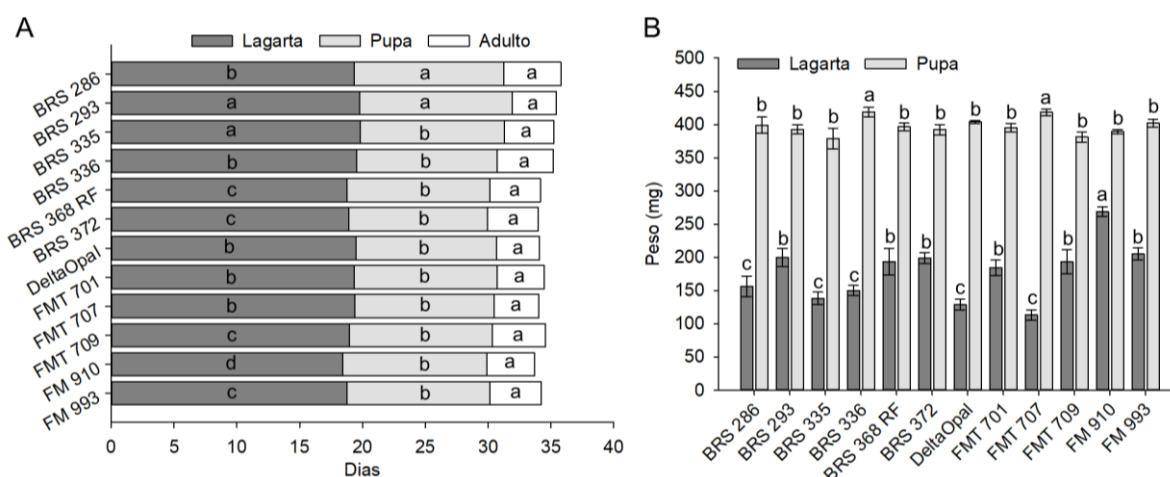 A
Lagarta Pupa Adulto
BRS 286 b a a
BRS 293 a a a
BRS 335 a b a
BRS 336 b b a
BRS 368 RF c b a
BRS 372 c b a
DeltaOpal b b a
FMT 701 b b a
FMT 707 b b a
FMT 709 c b a
FM 910 d b a
FM 993 c b a
0 5 10 15 20 25 30 35 40
Dias
B
Lagarta Pupa
Peso (mg)
500
450
400
350
300
250
200
150
100
50
0
b b b a b b b b a b b b
c b c c b b c b c b a b
BRS 286 BRS 293 BRS 335 BRS 336 BRS 368 RF BRS 372 DeltaOpal FMT 701 FMT 707 FMT 709 FM 910 FM 993